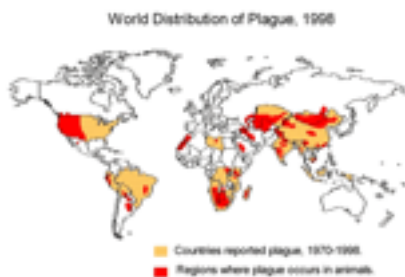 World Distribution of Plague, 1998
Countries reported plague, 1970-1998.
Regions where plague occurs in animals.